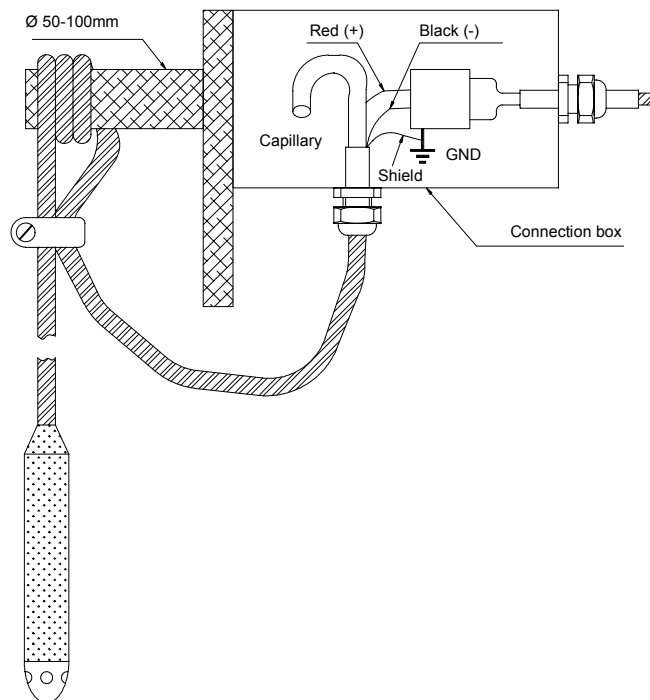 Ø 50-100mm
Red (+)
Black (-)
Capillary
GND
Shield
Connection box